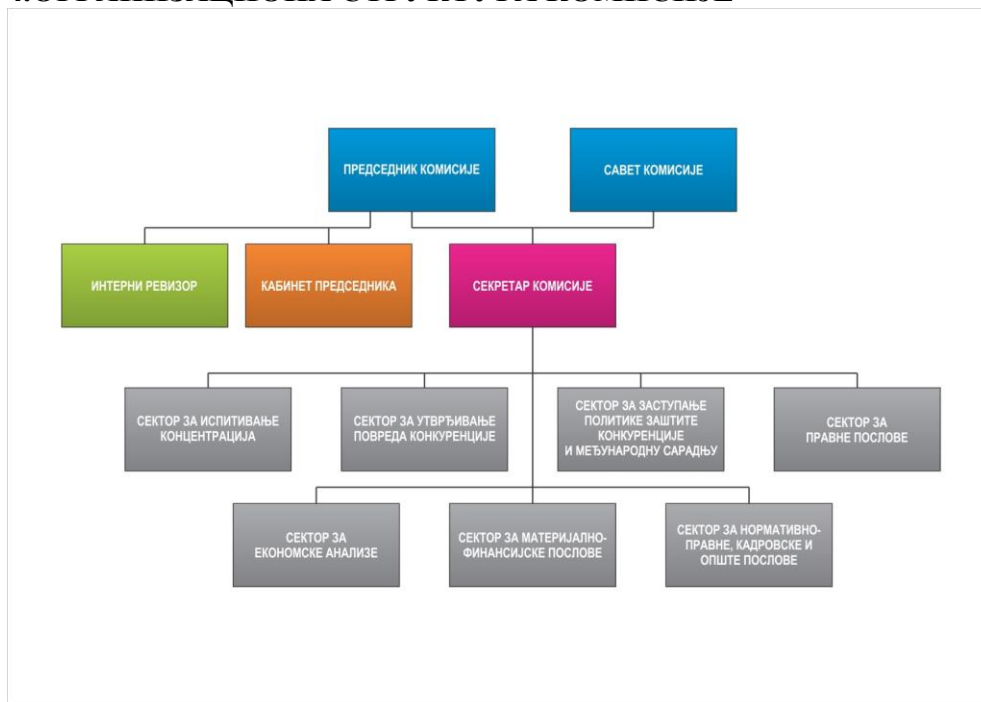 ПРЕДСЕДНИК КОМИСИЈЕ
САВЕТ КОМИСИЈЕ
ИНТЕРНИ РЕВИЗОР
КАБИНЕТ ПРЕДСЕДНИКА
СЕКРЕТАР КОМИСИЈЕ
СЕКТОР ЗА ИСПИТИВАЊЕ
КОНЦЕНТРАЦИЈА
СЕКТОР ЗА УТВРЂИВАЊЕ
ПОВРЕДА КОНКУРЕНЦИЈЕ
СЕКТОР ЗА ЗАСТУПАЊЕ
ПОЛИТИКЕ ЗАШТИТЕ
КОНКУРЕНЦИЈЕ
И МЕЂУНАРОДНУ САРАДЊУ
СЕКТОР ЗА
ПРАВНЕ ПОСЛОВЕ
СЕКТОР ЗА
ЕКОНОМСКЕ АНАЛИЗЕ
СЕКТОР ЗА МАТЕРИЈАЛНО-
ФИНАНСИЈСКЕ ПОСЛОВЕ
СЕКТОР ЗА НОРМАТИВНО-
ПРАВНЕ, КАДРОВСКЕ И
ОПШТЕ ПОСЛОВЕ